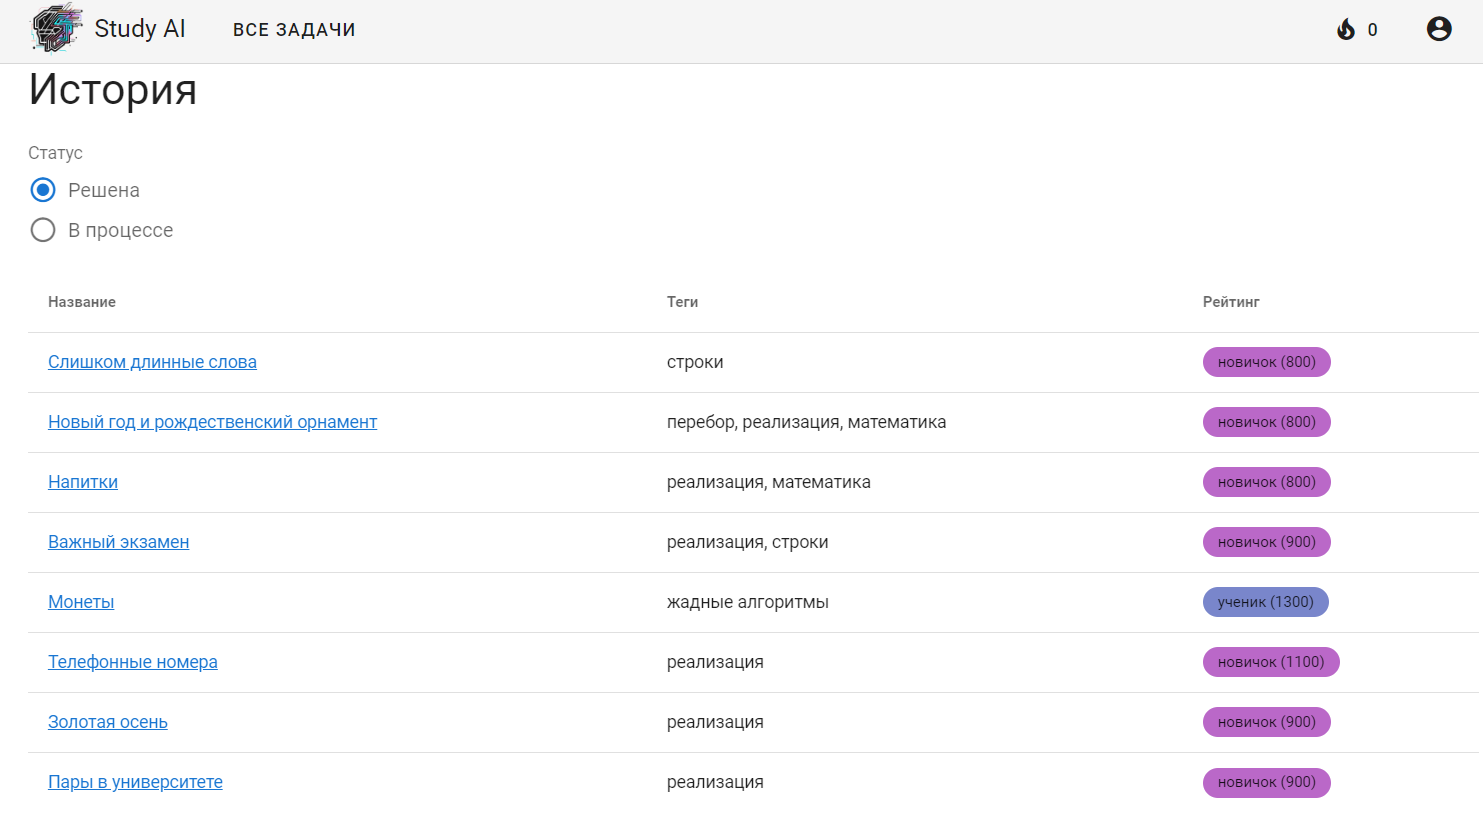 Study AI ВСЕ ЗАДАЧИ 0
История
Статус
Решена
В процессе
Название Теги Рейтинг
Слишком длинные слова строки новичок (800)
Новый год и рождественский орнамент перебор, реализация, математика новичок (800)
Напитки реализация, математика новичок (800)
Важный экзамен реализация, строки новичок (900)
Монеты жадные алгоритмы ученик (1300)
Телефонные номера реализация новичок (1100)
Золотая осень реализация новичок (900)
Пары в университете реализация новичок (900)